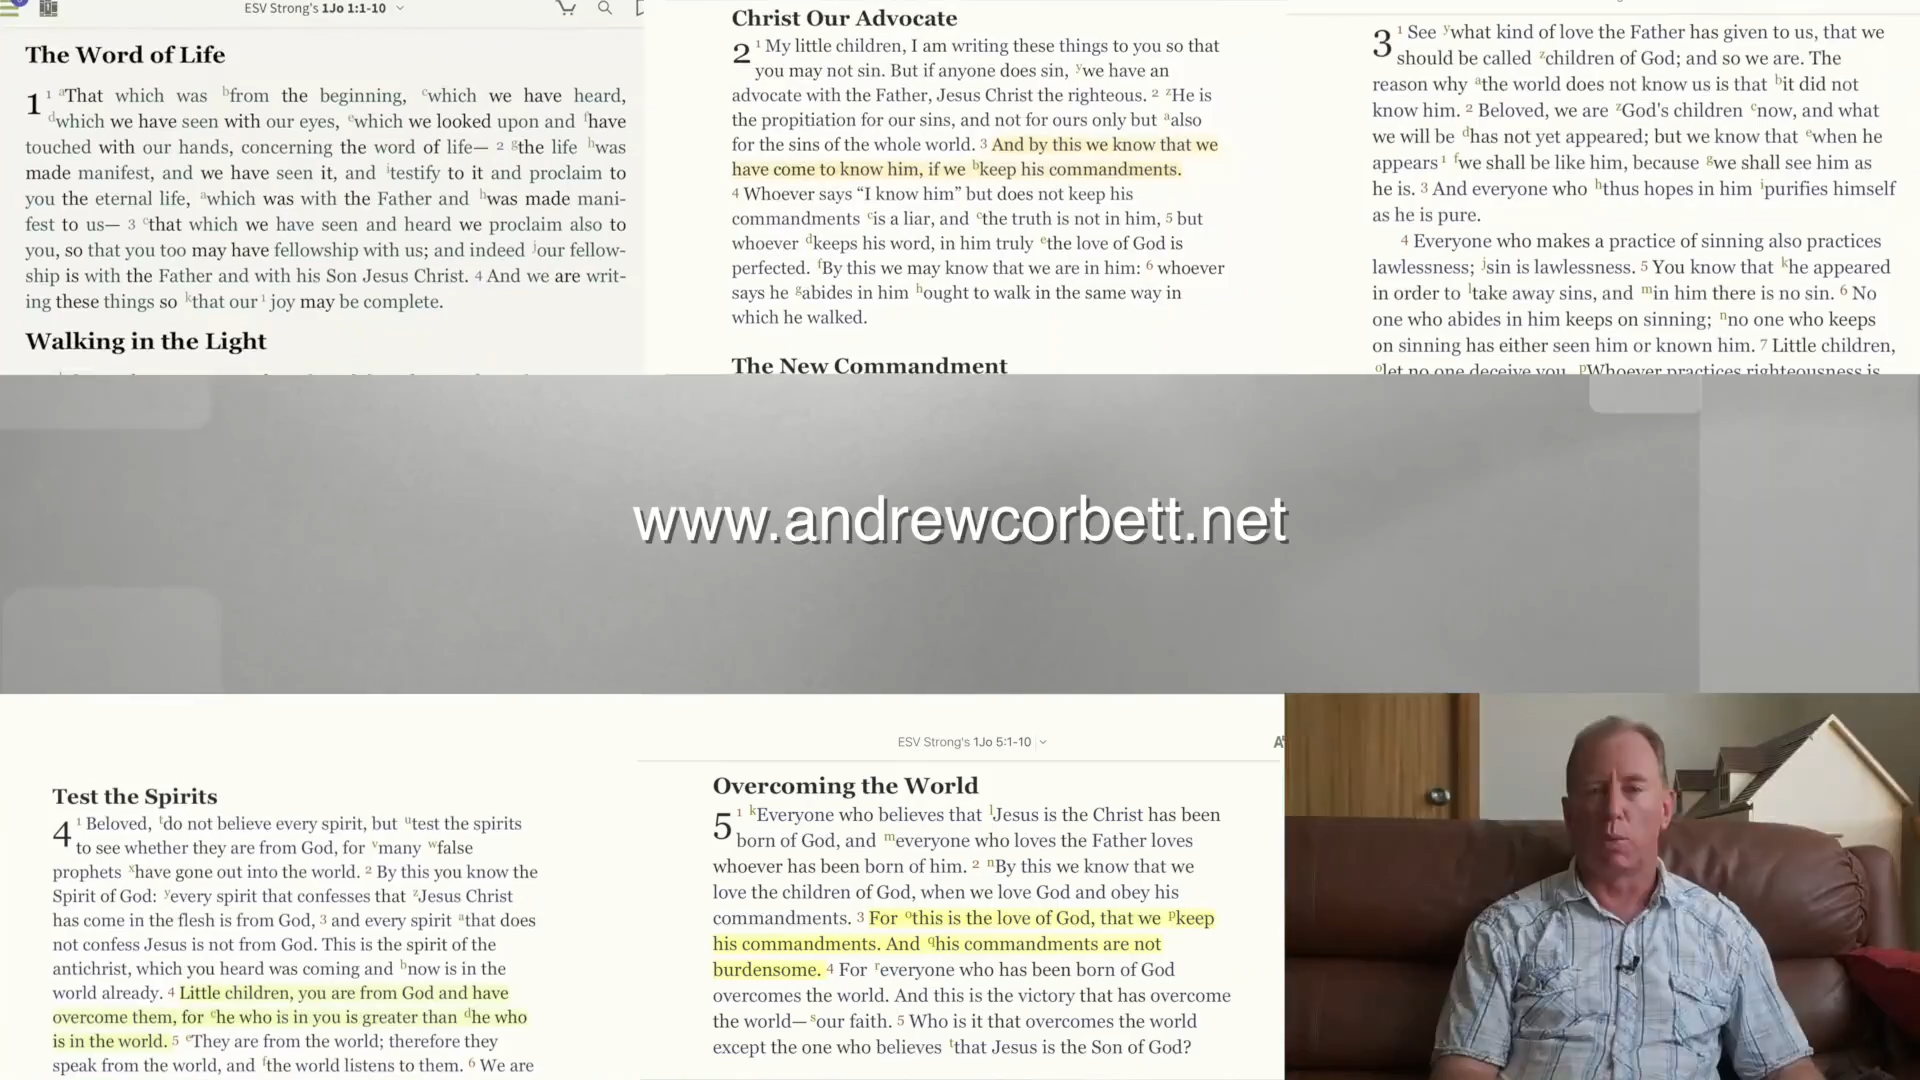 ESV Strong's 1Jo 1:1-10
The Word of Life
1 1 aThat which was bfrom the beginning, cwhich we have heard,
dwhich we have seen with our eyes, ewhich we looked upon and fhave
touched with our hands, concerning the word of life— 2 gthe life hwas
made manifest, and we have seen it, and itestify to it and proclaim to
you the eternal life, awhich was with the Father and hwas made mani-
fest to us— 3 cthat which we have seen and heard we proclaim also to
you, so that you too may have fellowship with us; and indeed jour fellow-
ship is with the Father and with his Son Jesus Christ. 4 And we are writ-
ing these things so kthat our1 joy may be complete.
Walking in the Light
Christ Our Advocate
2 1 My little children, I am writing these things to you so that
you may not sin. But if anyone does sin, ywe have an
advocate with the Father, Jesus Christ the righteous. 2 zHe is
the propitiation for our sins, and not for ours only but aalso
for the sins of the whole world. 3 And by this we know that we
have come to know him, if we bkeep his commandments.
4 Whoever says “I know him” but does not keep his
commandments cis a liar, and cthe truth is not in him, 5 but
whoever dkeeps his word, in him truly ethe love of God is
perfected. fBy this we may know that we are in him: 6 whoever
says he gabides in him hought to walk in the same way in
which he walked.
The New Commandment
3 1 See ywhat kind of love the Father has given to us, that we
should be called zchildren of God; and so we are. The
reason why athe world does not know us is that bit did not
know him. 2 Beloved, we are zGod's children cnow, and what
we will be dhas not yet appeared; but we know that ewhen he
appears1 fwe shall be like him, because gwe shall see him as
he is. 3 And everyone who hthus hopes in him ipurifies himself
as he is pure.
4 Everyone who makes a practice of sinning also practices
lawlessness; jsin is lawlessness. 5 You know that khe appeared
in order to ltake away sins, and min him there is no sin. 6 No
one who abides in him keeps on sinning; nno one who keeps
on sinning has either seen him or known him. 7 Little children,
olet no one deceive you. pWhoever practices righteousness is
www.andrewcorbett.net
Test the Spirits
4 1 Beloved, tdo not believe every spirit, but utest the spirits
to see whether they are from God, for vmany wfalse
prophets xhave gone out into the world. 2 By this you know the
Spirit of God: yevery spirit that confesses that zJesus Christ
has come in the flesh is from God, 3 and every spirit athat does
not confess Jesus is not from God. This is the spirit of the
antichrist, which you heard was coming and bnow is in the
world already. 4 Little children, you are from God and have
overcome them, for che who is in you is greater than dhe who
is in the world. 5 eThey are from the world; therefore they
speak from the world, and fthe world listens to them. 6 We are
ESV Strong's 1Jo 5:1-10
Overcoming the World
5 1 kEveryone who believes that lJesus is the Christ has been
born of God, and meveryone who loves the Father loves
whoever has been born of him. 2 nBy this we know that we
love the children of God, when we love God and obey his
commandments. 3 For othis is the love of God, that we pkeep
his commandments. And qhis commandments are not
burdensome. 4 For reveryone who has been born of God
overcomes the world. And this is the victory that has overcome
the world—sour faith. 5 Who is it that overcomes the world
except the one who believes tthat Jesus is the Son of God?